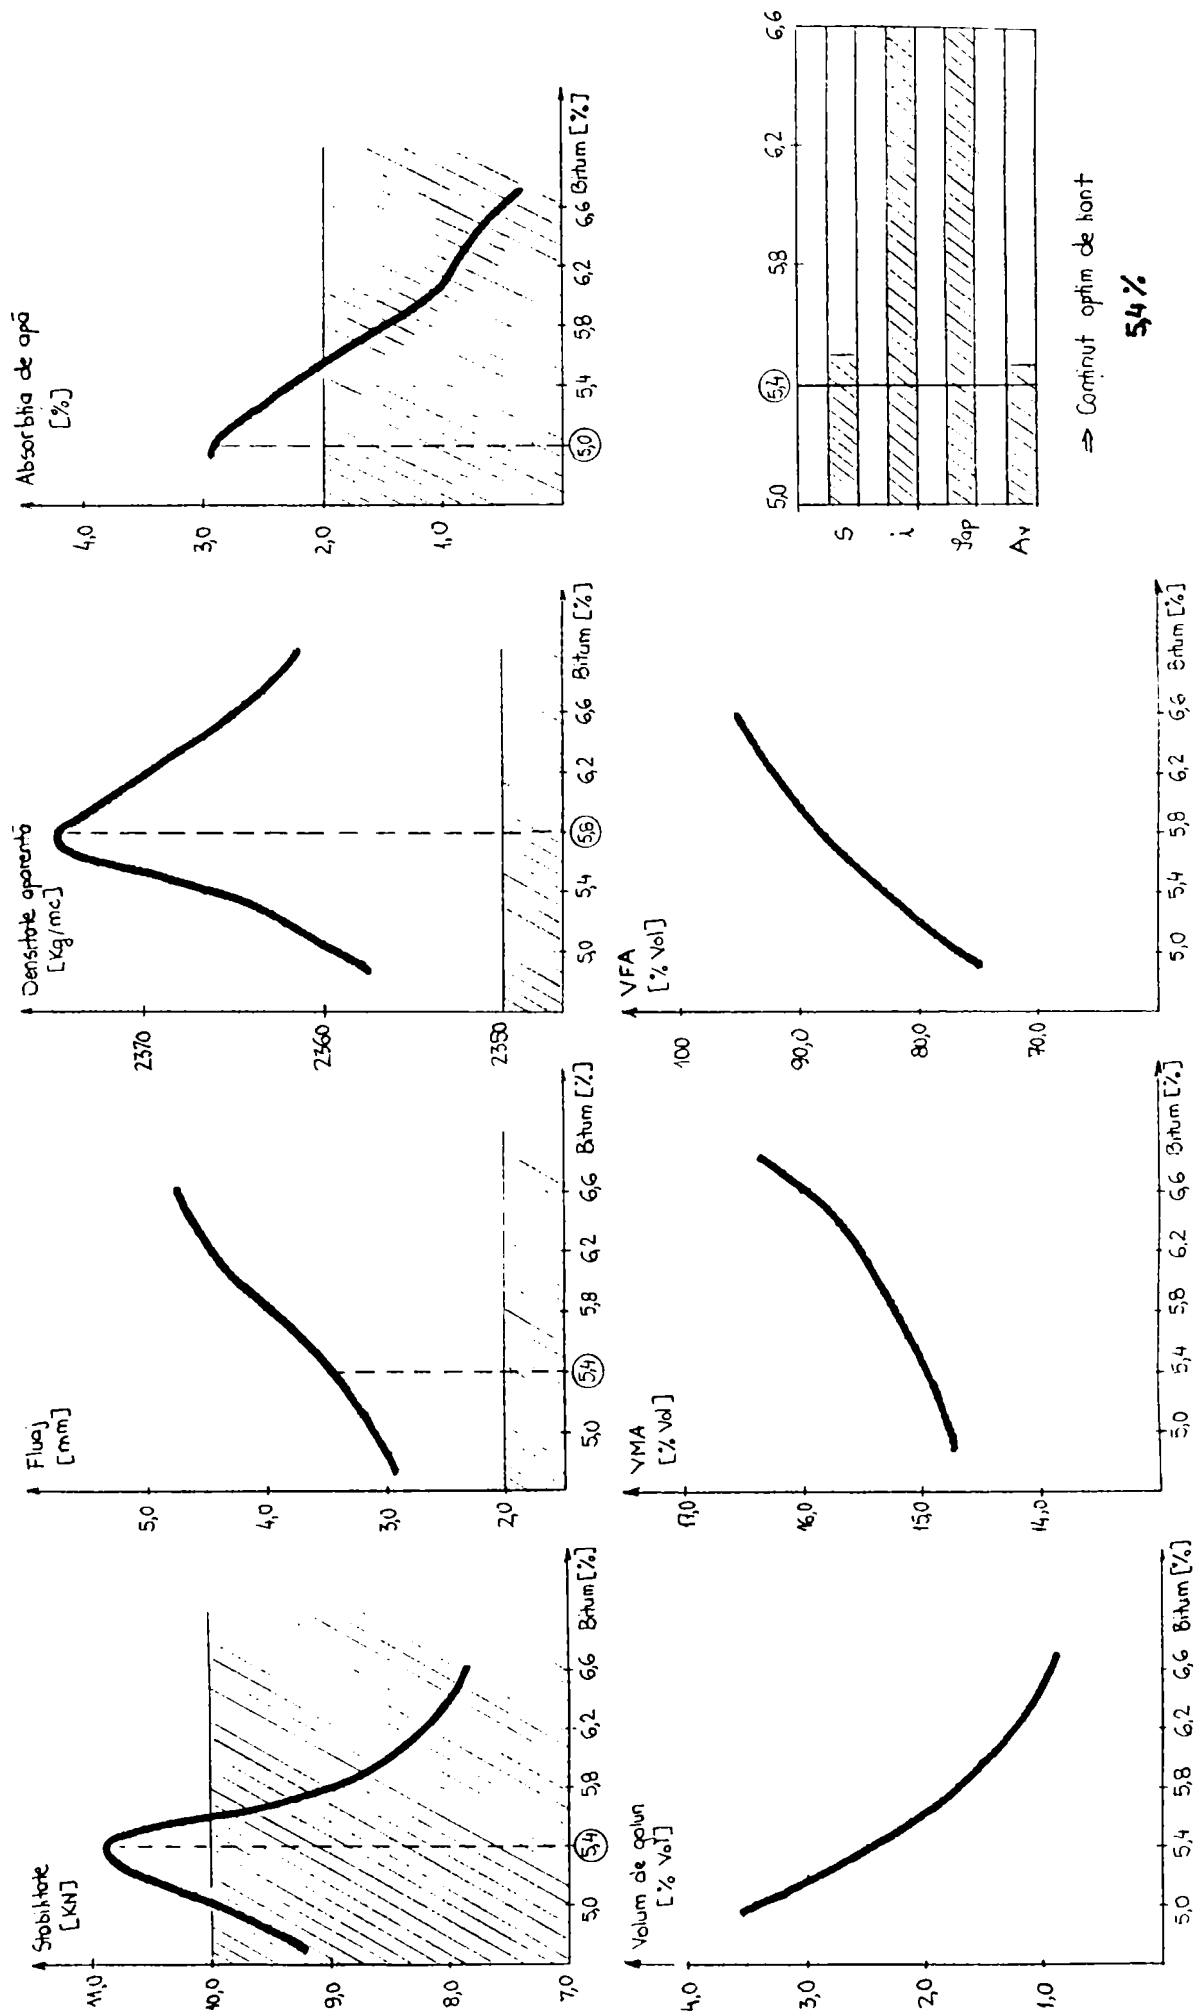 Stabilitate
[KN]
11,0
10,0
9,0
8,0
7,0
5,0
5,4
5,8
6,2
6,6
Bitum [%]
Fluaj
[mm]
5,0
4,0
3,0
2,0
5,0
5,4
5,8
6,2
6,6
Bitum [%]
Densitate aparentă
[Kg/mc]
2370
2360
2350
5,0
5,4
5,8
6,2
6,6
Bitum [%]
Absorbtia de apă
[%]
4,0
3,0
2,0
1,0
5,0
5,4
5,8
6,2
6,6
Bitum [%]
Volum de goluri
[% Vol]
4,0
3,0
2,0
1,0
5,0
5,4
5,8
6,2
6,6
Bitum [%]
VMA
[% Vol]
17,0
16,0
15,0
14,0
5,0
5,4
5,8
6,2
6,6
Bitum [%]
VFA
[% Vol]
100
90,0
80,0
70,0
5,0
5,4
5,8
6,2
6,6
Bitum [%]
5,0
5,4
5,8
6,2
6,6
S
i
ρap
Av
⇒ Continut optim de liant
5,4%